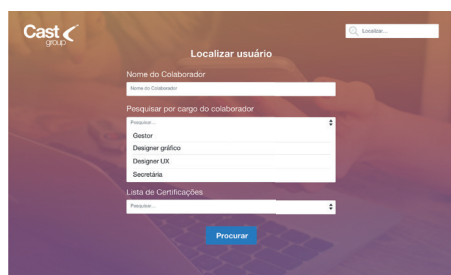 Cast
group
Localizar...
Localizar usuário
Nome do Colaborador
Nome do Colaborador
Pesquisar por cargo do colaborador
Pesquisar...
Gestor
Designer gráfico
Designer UX
Secretária
Lista de Certificações
Pesquisar...
Procurar